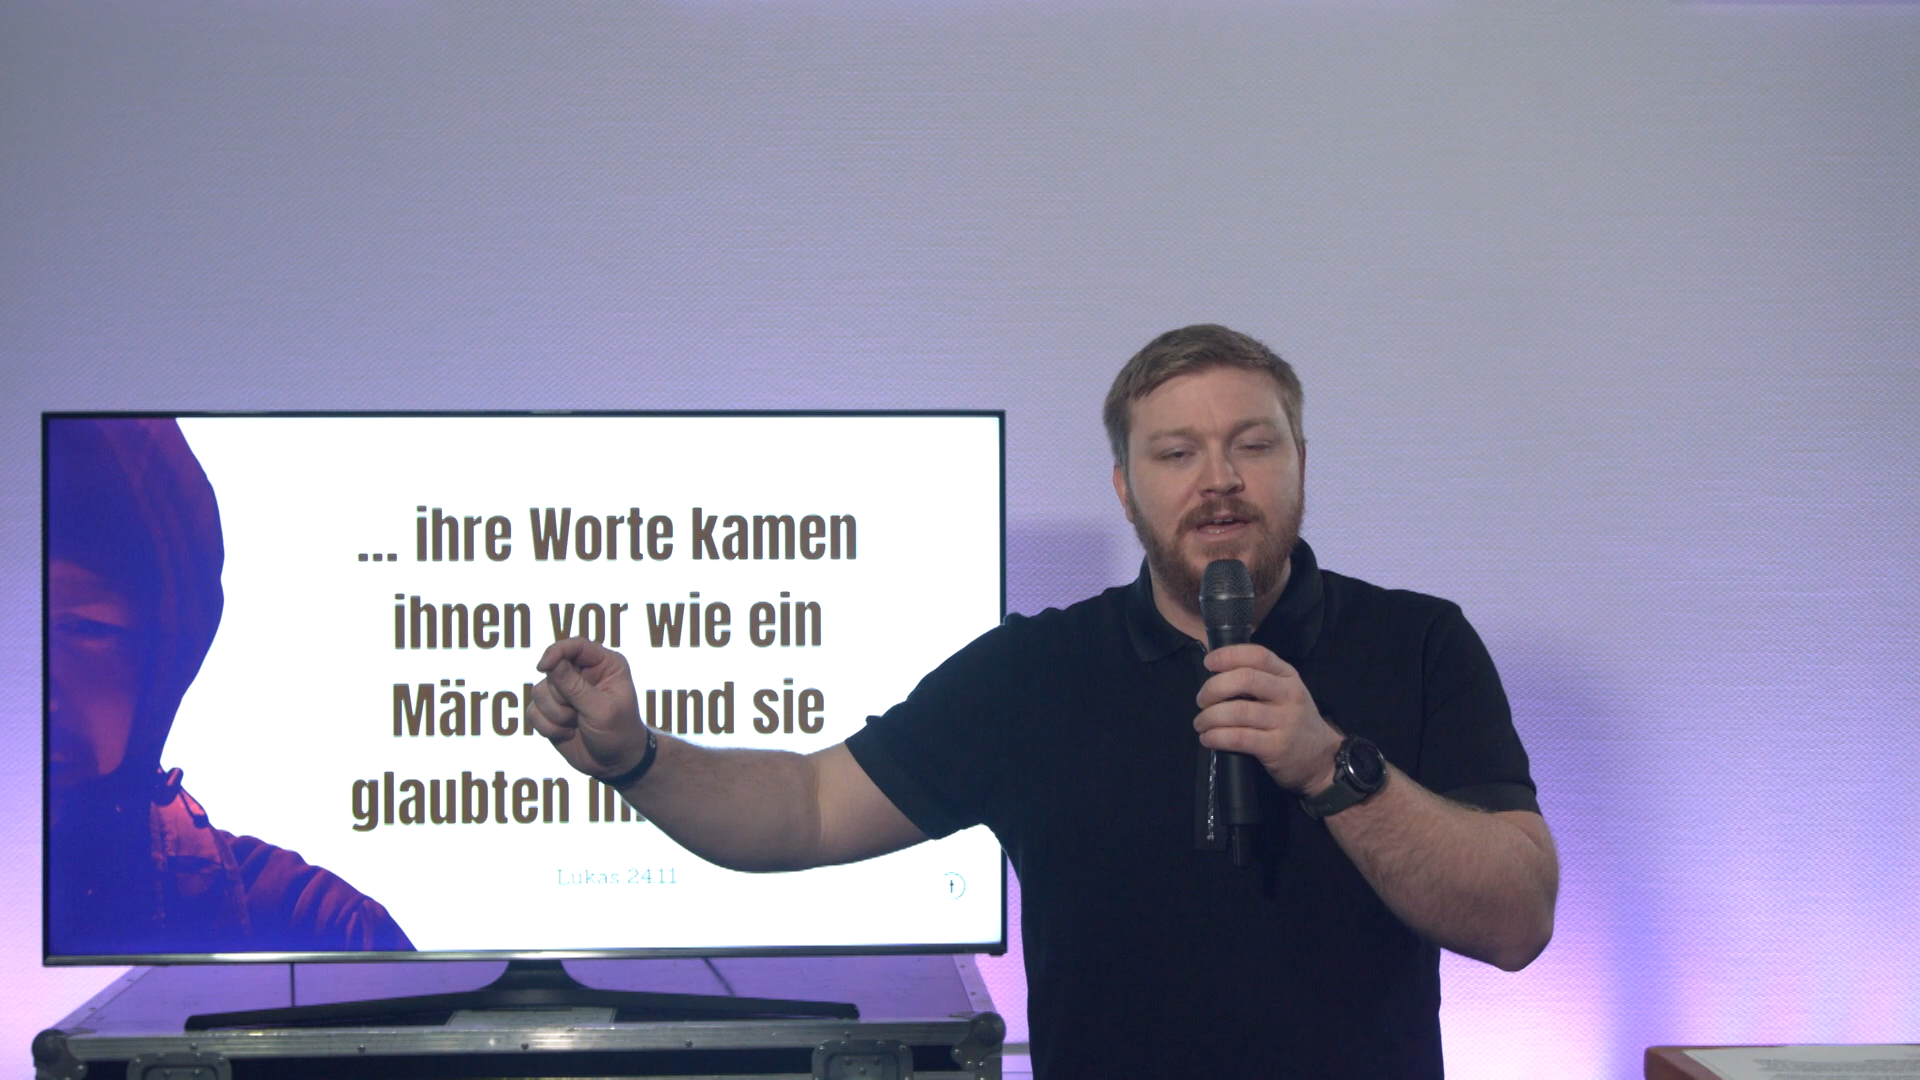 ... ihre Worte kamen
ihnen vor wie ein
und sie
glaubten
Lukas 24.11